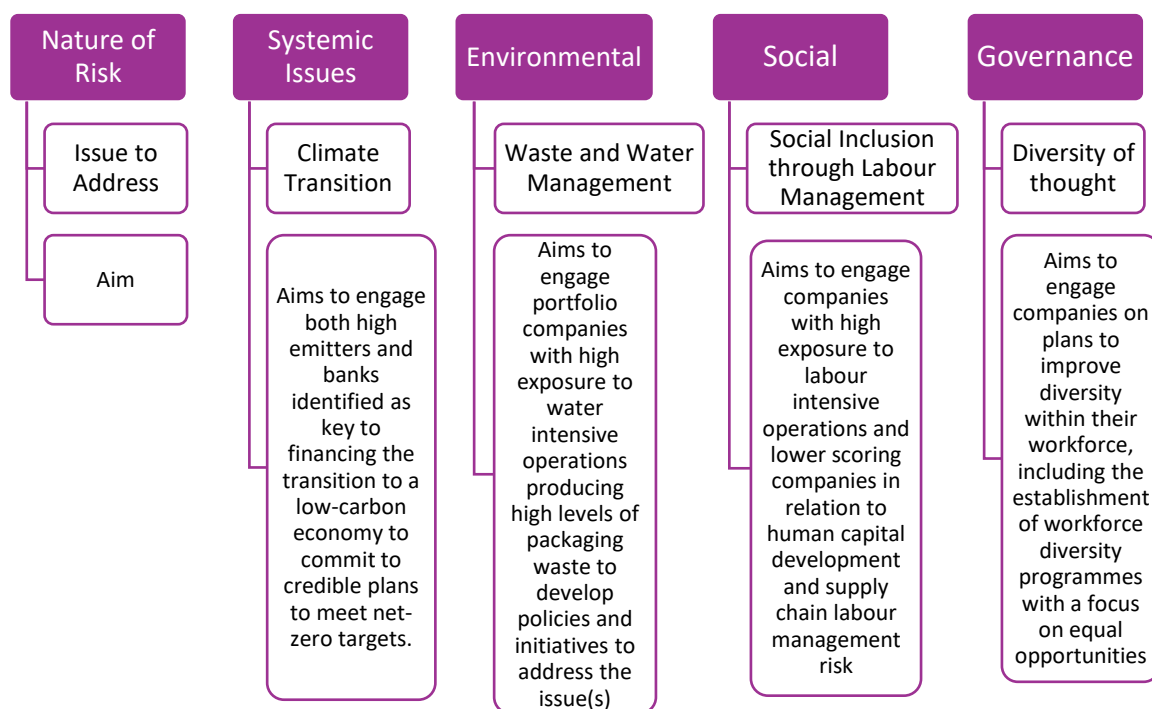 Nature of
Risk
Issue to
Address
Aim
Systemic
Issues
Climate
Transition
Aims to engage
both high
emitters and
banks
identified as
key to
financing the
transition to a
low-carbon
economy to
commit to
credible plans
to meet net-
zero targets.
Environmental
Waste and Water
Management
Aims to
engage
portfolio
companies
with high
exposure to
water
intensive
operations
producing
high levels of
packaging
waste to
develop
policies and
initiatives to
address the
issue(s)
Social
Social Inclusion
through Labour
Management
Aims to engage
companies
with high
exposure to
labour
intensive
operations and
lower scoring
companies in
relation to
human capital
development
and supply
chain labour
management
risk
Governance
Diversity of
thought
Aims to
engage
companies on
plans to
improve
diversity
within their
workforce,
including the
establishment
of workforce
diversity
programmes
with a focus
on equal
opportunities